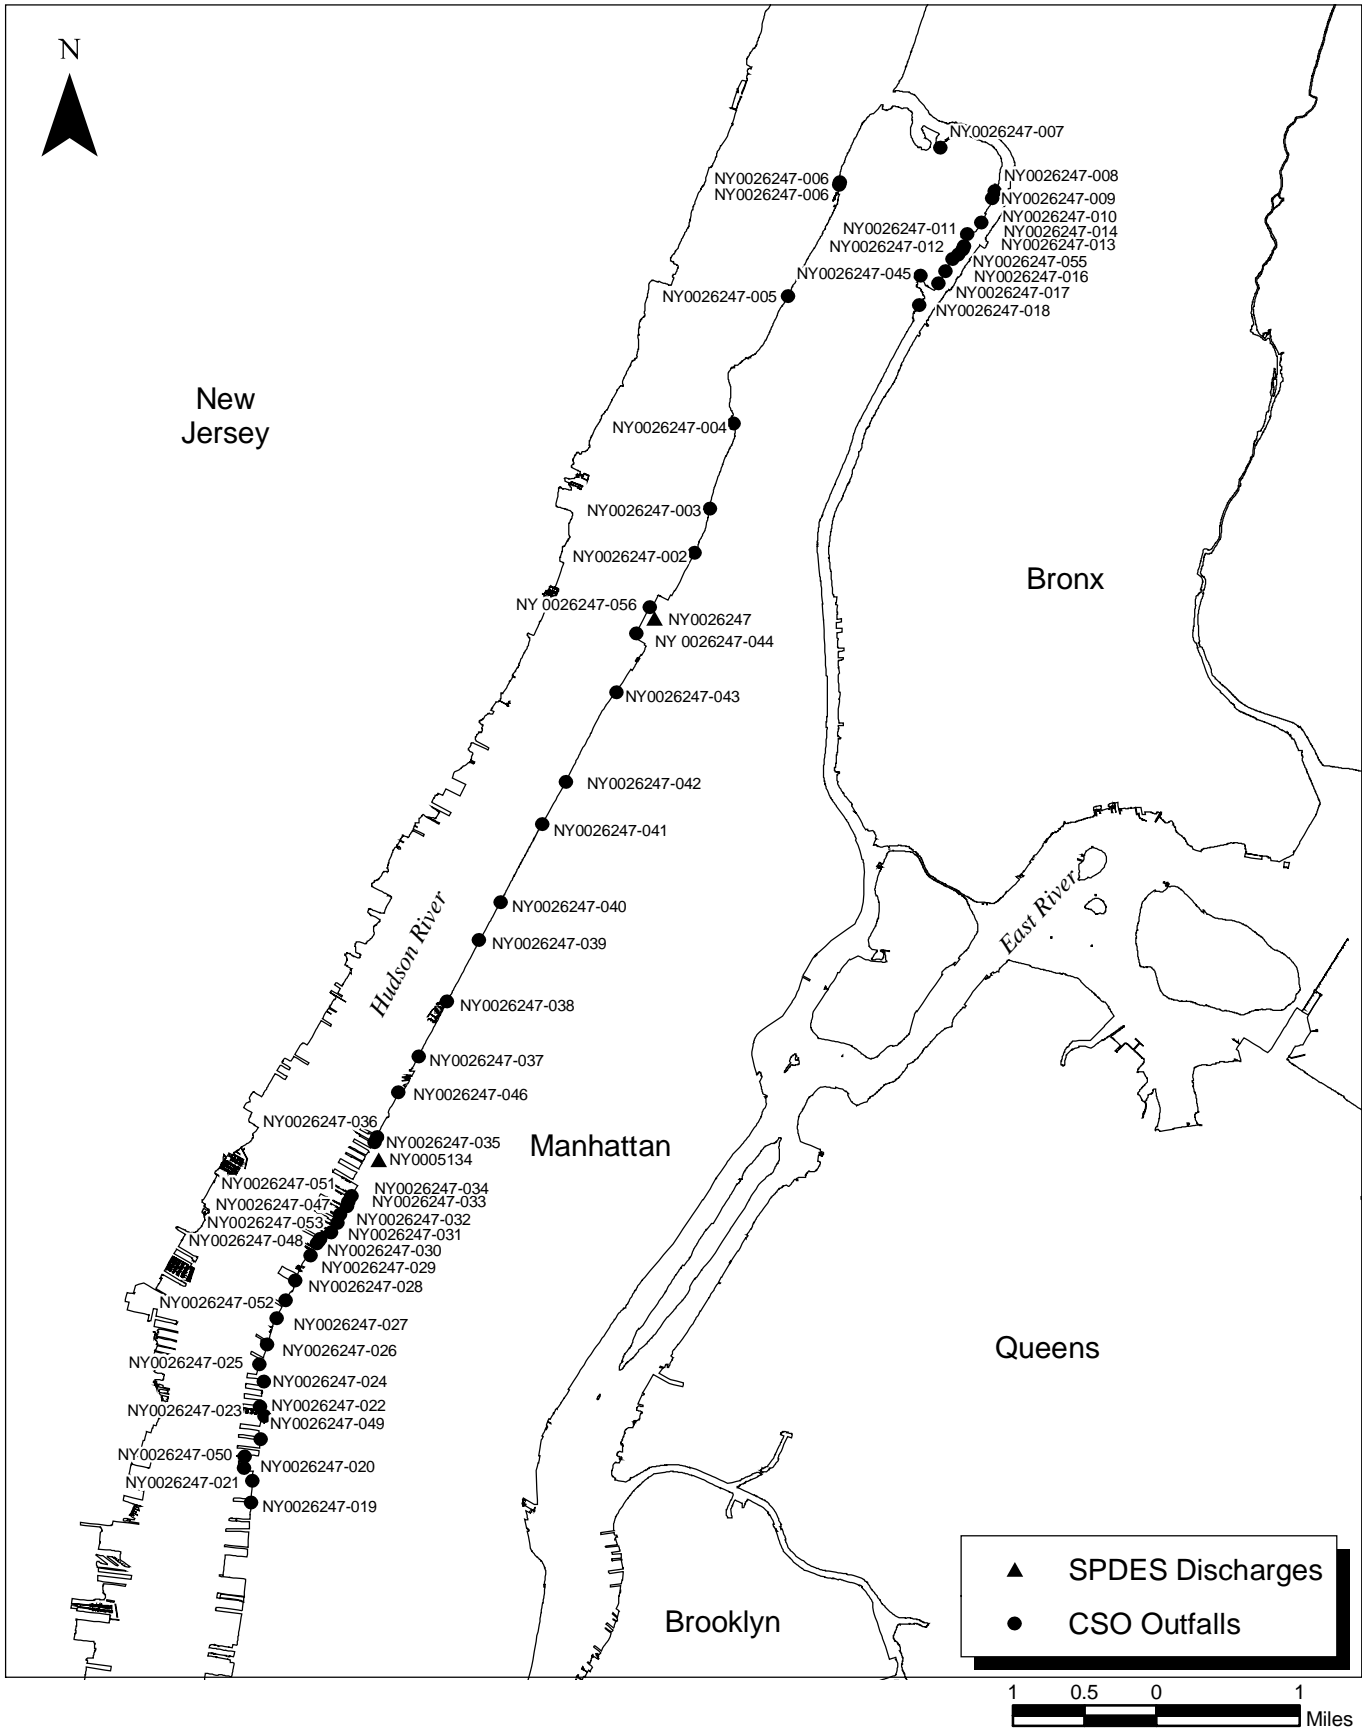 N
NY0026247-007
NY0026247-006
NY0026247-006
NY0026247-008
NY0026247-009
NY0026247-010
NY0026247-011
NY0026247-014
NY0026247-012
NY0026247-013
NY0026247-055
NY0026247-045
NY0026247-016
NY0026247-017
NY0026247-005
NY0026247-018
New
Jersey
NY0026247-004
NY0026247-003
NY0026247-002
Bronx
NY 0026247-056
NY0026247
NY 0026247-044
NY0026247-043
NY0026247-042
NY0026247-041
NY0026247-040
East River
Hudson River
NY0026247-039
NY0026247-038
NY0026247-037
NY0026247-046
NY0026247-036
NY0026247-035
Manhattan
NY0005134
NY0026247-051
NY0026247-034
NY0026247-047
NY0026247-033
NY0026247-053
NY0026247-032
NY0026247-048
NY0026247-031
NY0026247-030
NY0026247-029
NY0026247-028
NY0026247-052
NY0026247-027
NY0026247-026
Queens
NY0026247-025
NY0026247-024
NY0026247-023
NY0026247-022
NY0026247-049
NY0026247-050
NY0026247-020
NY0026247-021
NY0026247-019
SPDES Discharges
Brooklyn
CSO Outfalls
1 0.5 0 1
Miles